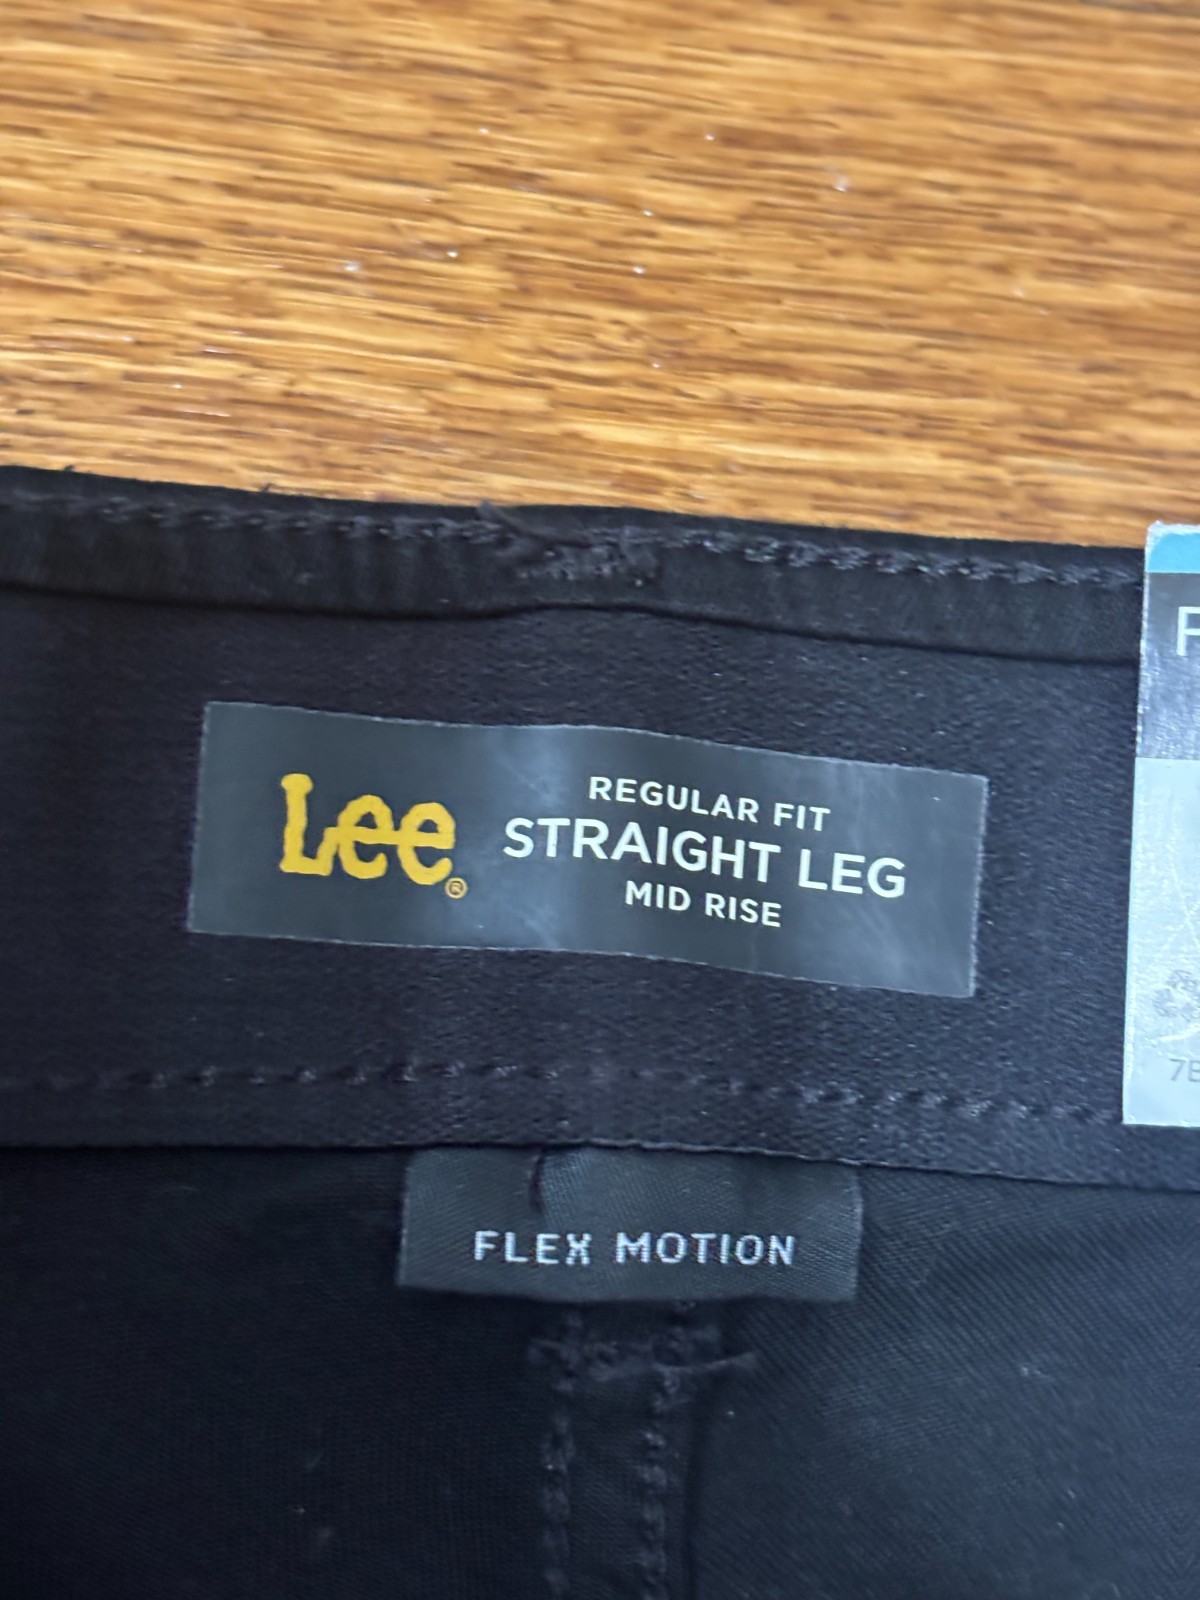 Lee®
REGULAR FIT
STRAIGHT LEG
MID RISE
FLEX MOTION